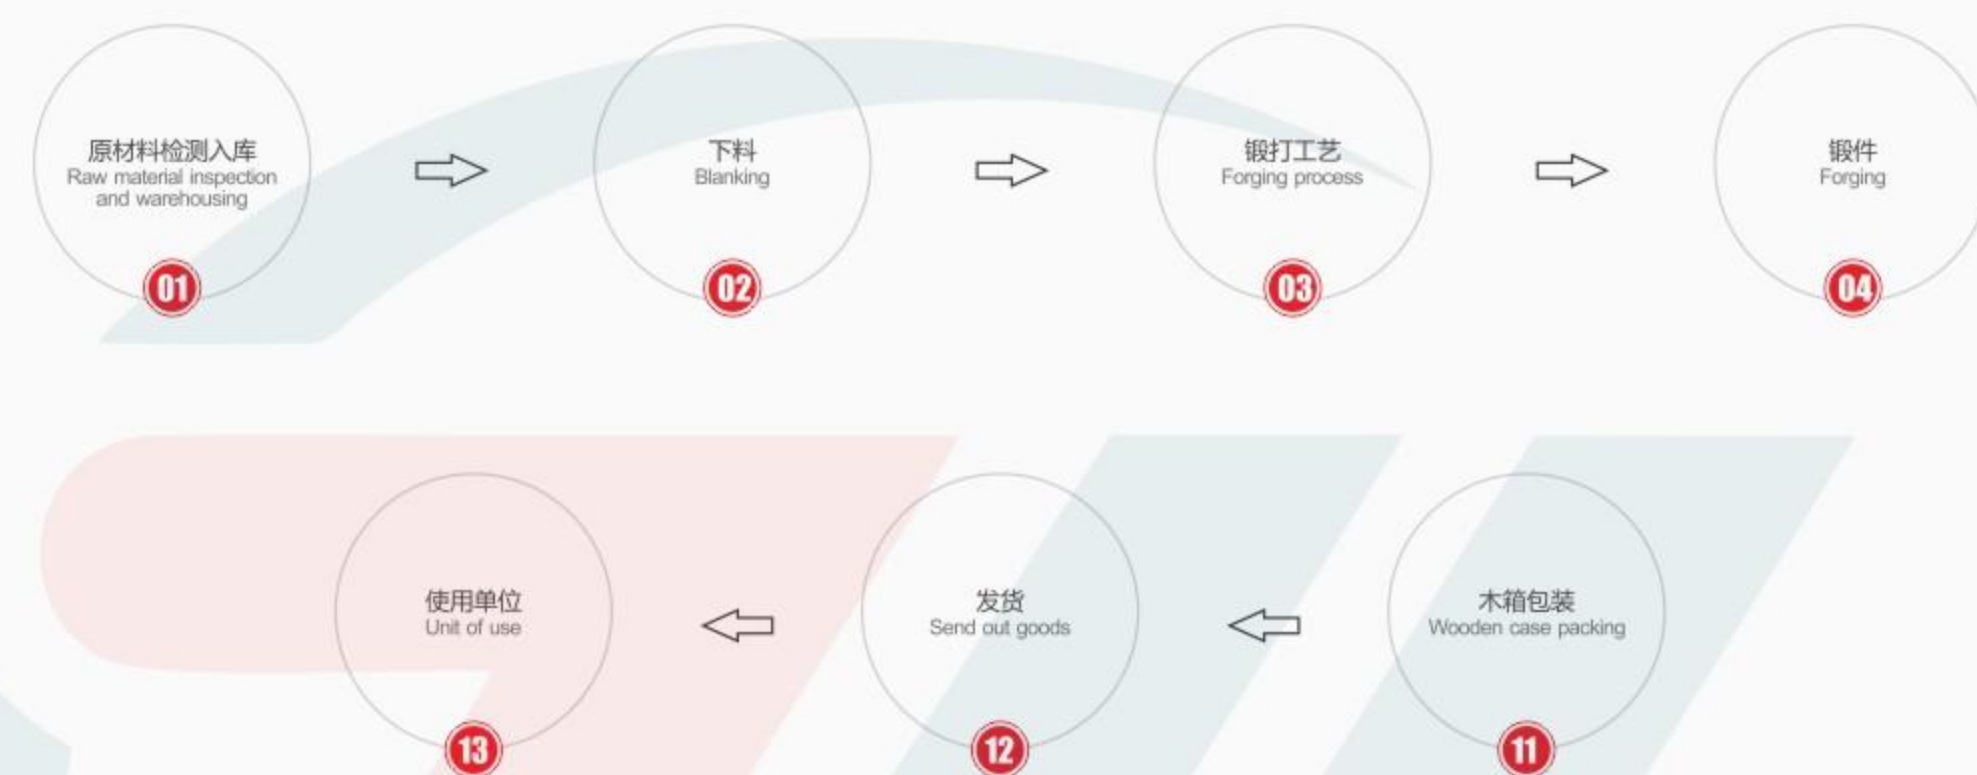 原材料检测入库
Raw material inspection
and warehousing
01
下料
Blanking
02
锻打工艺
Forging process
03
锻件
Forging
04
使用单位
Unit of use
13
发货
Send out goods
12
木箱包装
Wooden case packing
11